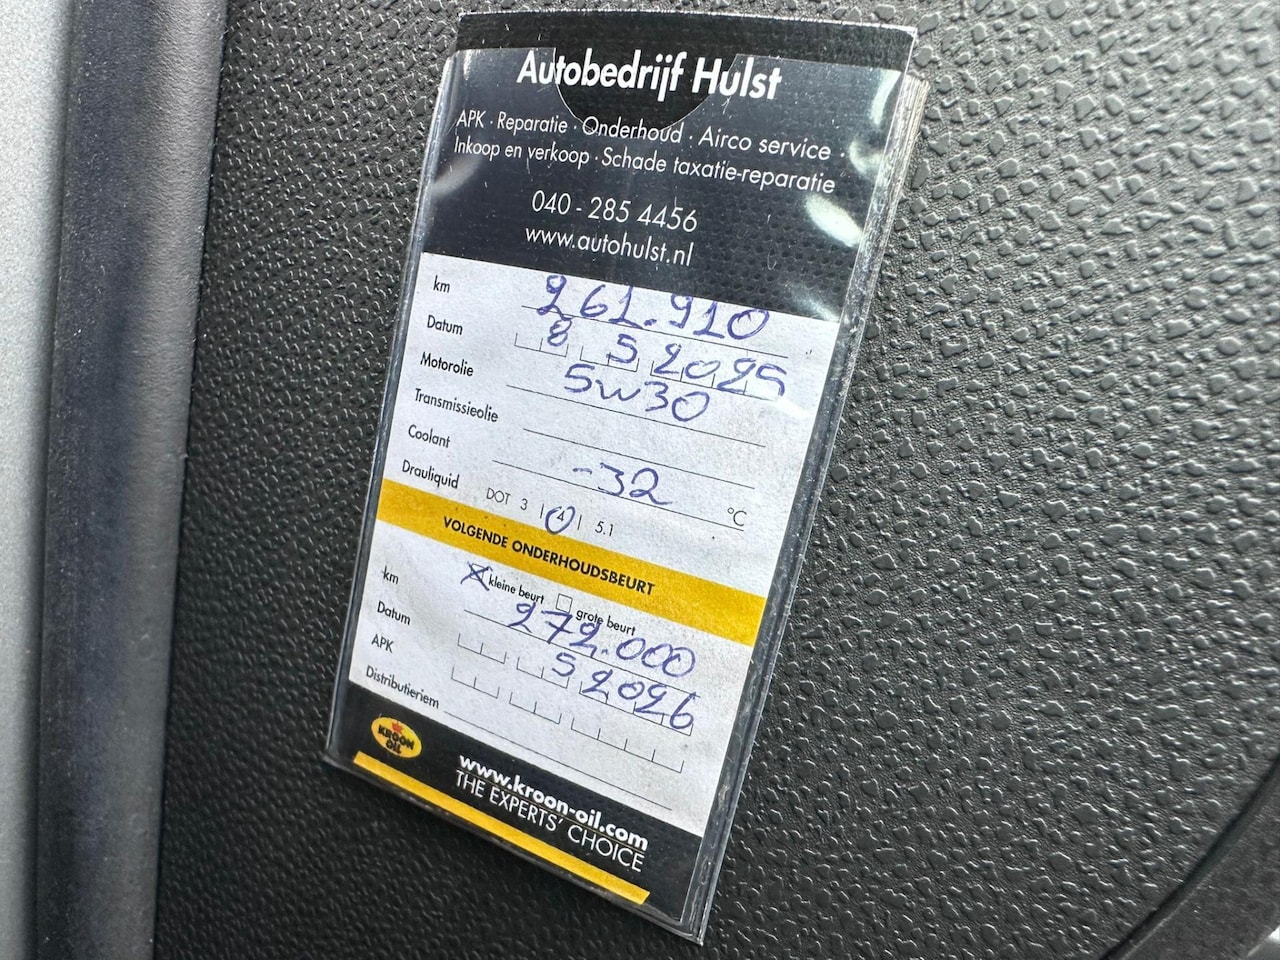 Autobedrijf Hulst
APK · Reparatie · Onderhoud · Airco service ·
Inkoop en verkoop · Schade taxatie-reparatie
040 - 285 4456
www.autohulst.nl
km 261.910
Datum 8 5 2025
Motorolie 5w30
Transmissieolie
Coolant -32 °C
Drauliquid DOT 3 | 4 | 5.1
VOLGENDE ONDERHOUDSBEURT
X kleine beurt grote beurt
km 272.000
Datum 5 2026
APK
Distributieriem
KROON OIL
www.kroon-oil.com
THE EXPERTS' CHOICE